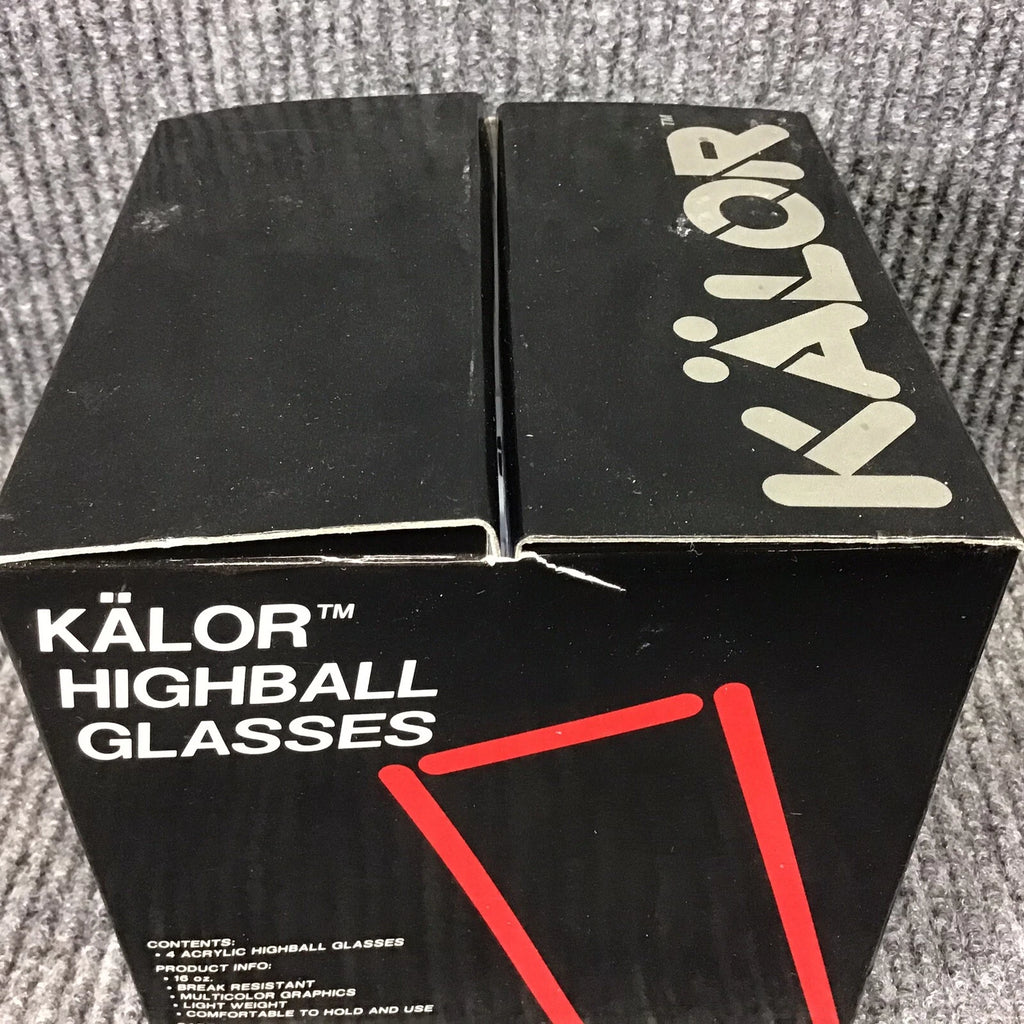 KÄLOR™
KÄLOR™
HIGHBALL
GLASSES
CONTENTS:
• 4 ACRYLIC HIGHBALL GLASSES
PRODUCT INFO:
• 16 oz.
• BREAK RESISTANT
• MULTICOLOR GRAPHICS
• LIGHT WEIGHT
• COMFORTABLE TO HOLD AND USE